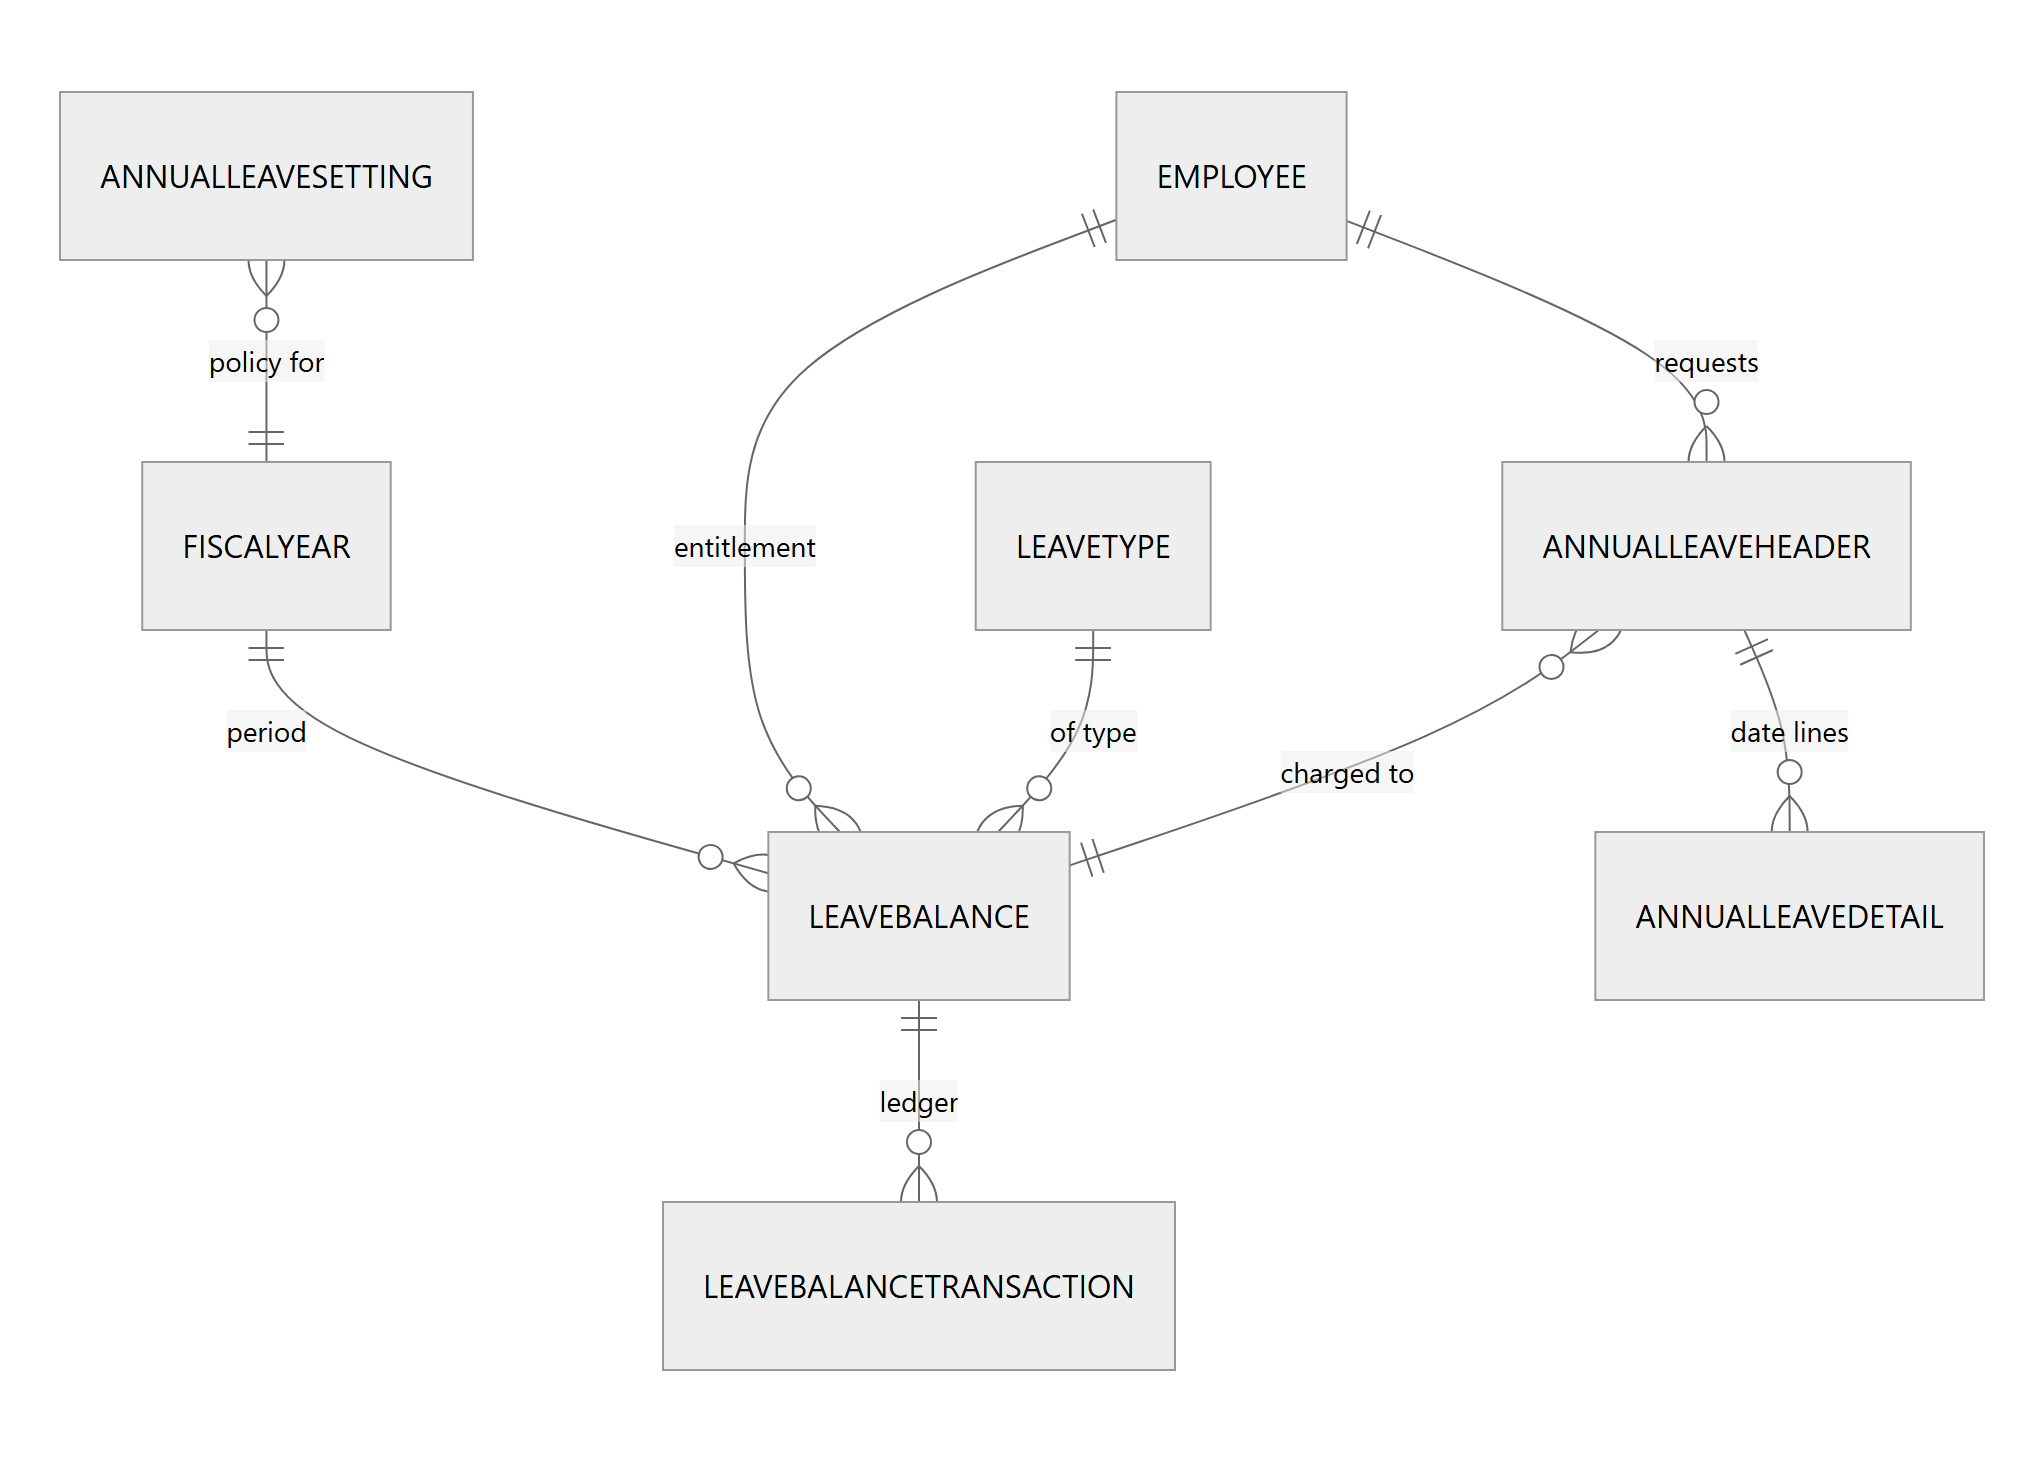 ANNUALLEAVESETTING
EMPLOYEE
policy for
requests
FISCALYEAR
entitlement
LEAVETYPE
ANNUALLEAVEHEADER
period
of type
date lines
charged to
LEAVEBALANCE
ANNUALLEAVEDETAIL
ledger
LEAVEBALANCETRANSACTION